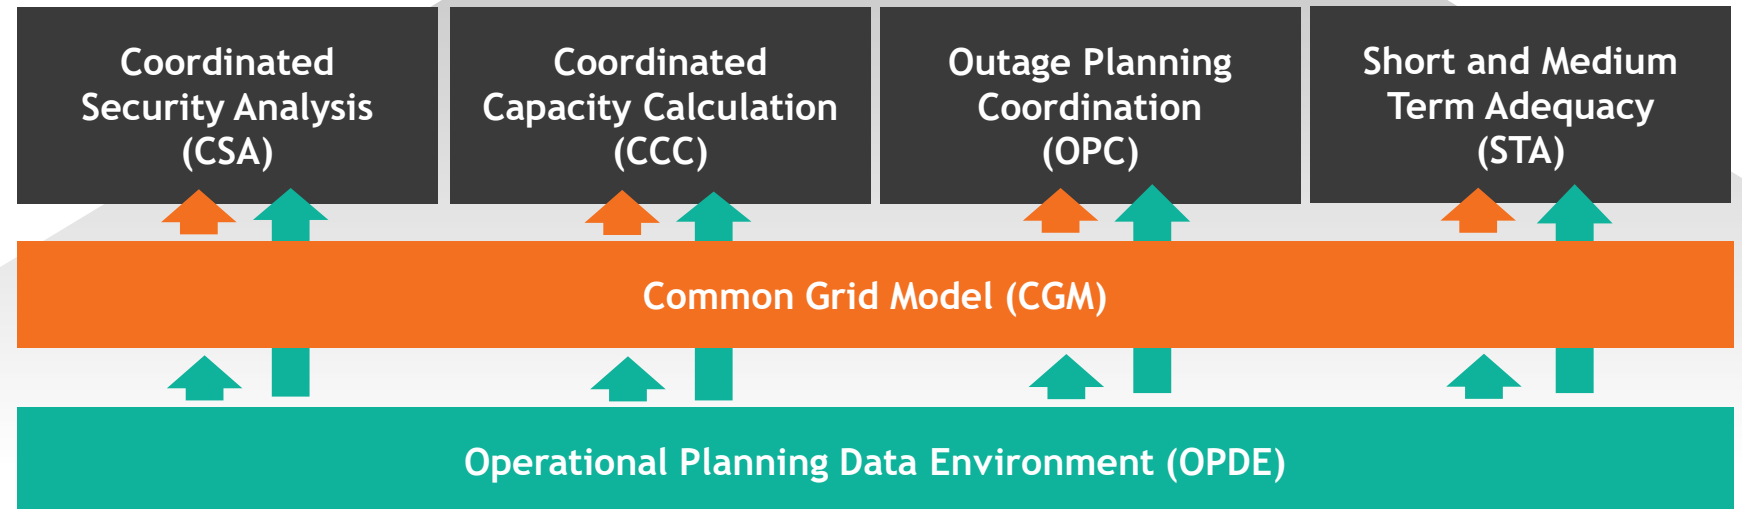 Coordinated
Security Analysis
(CSA)
Coordinated
Capacity Calculation
(CCC)
Outage Planning
Coordination
(OPC)
Short and Medium
Term Adequacy
(STA)
Common Grid Model (CGM)
Operational Planning Data Environment (OPDE)